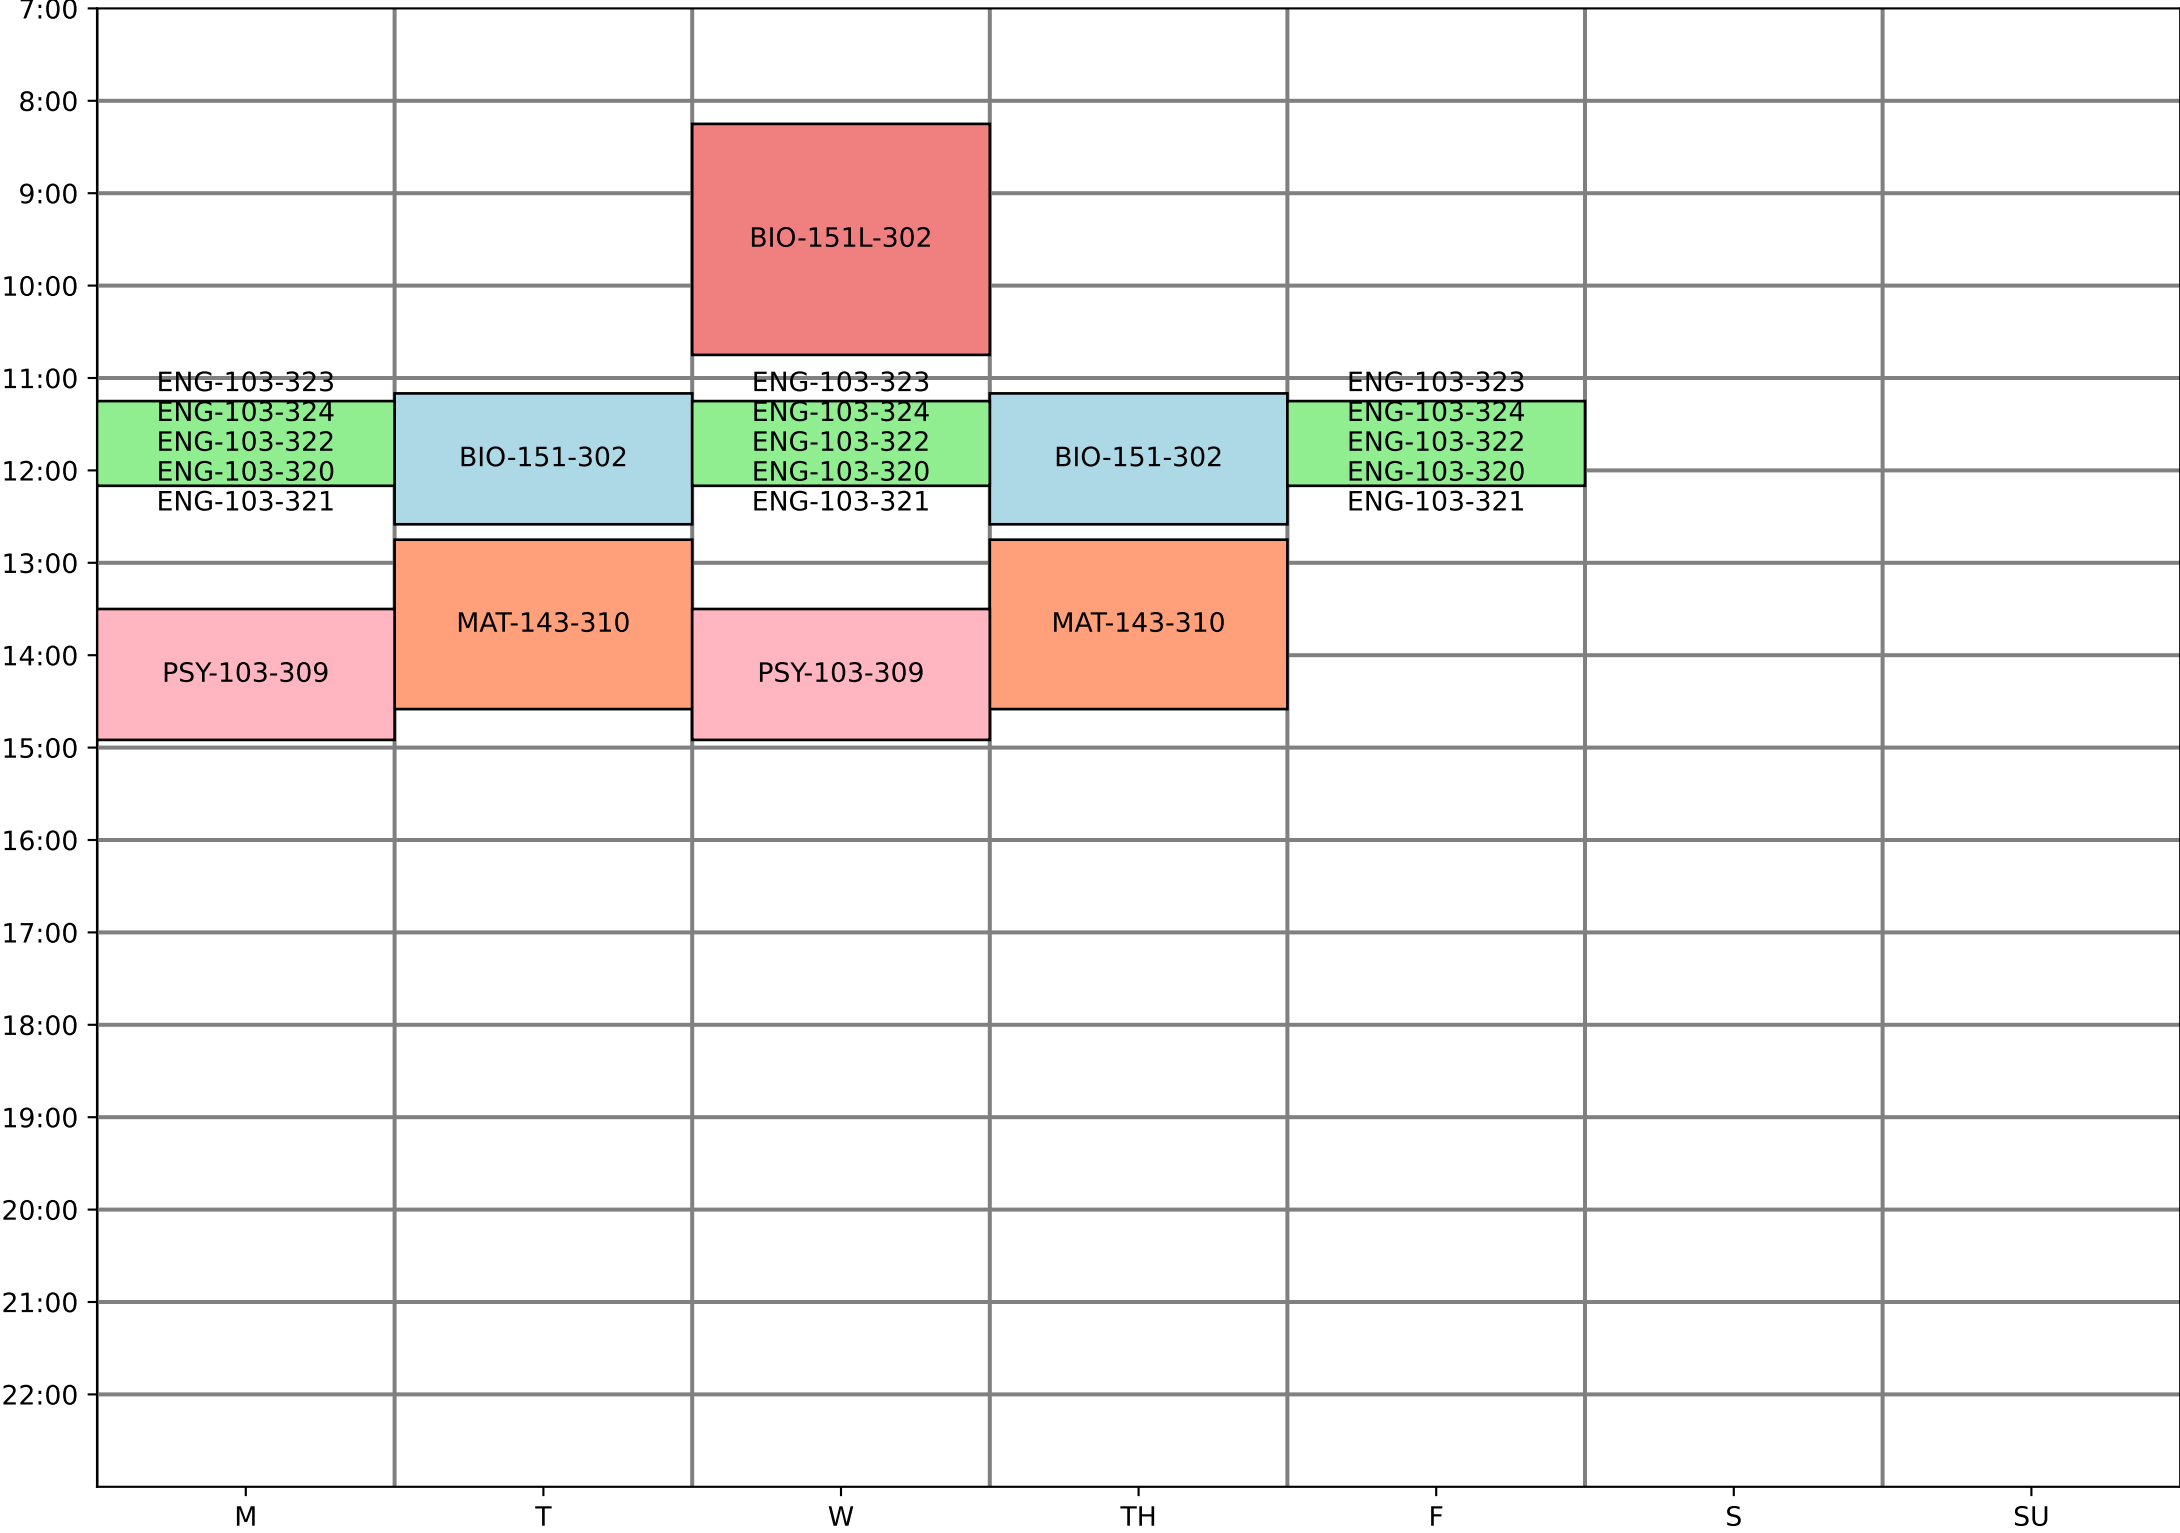 7:00
8:00
9:00
10:00
11:00
12:00
13:00
14:00
15:00
16:00
17:00
18:00
19:00
20:00
21:00
22:00
ENG-103-323
ENG-103-324
ENG-103-322
ENG-103-320
ENG-103-321
PSY-103-309
BIO-151-302
MAT-143-310
BIO-151L-302
ENG-103-323
ENG-103-324
ENG-103-322
ENG-103-320
ENG-103-321
PSY-103-309
BIO-151-302
MAT-143-310
ENG-103-323
ENG-103-324
ENG-103-322
ENG-103-320
ENG-103-321
M T W TH F S SU